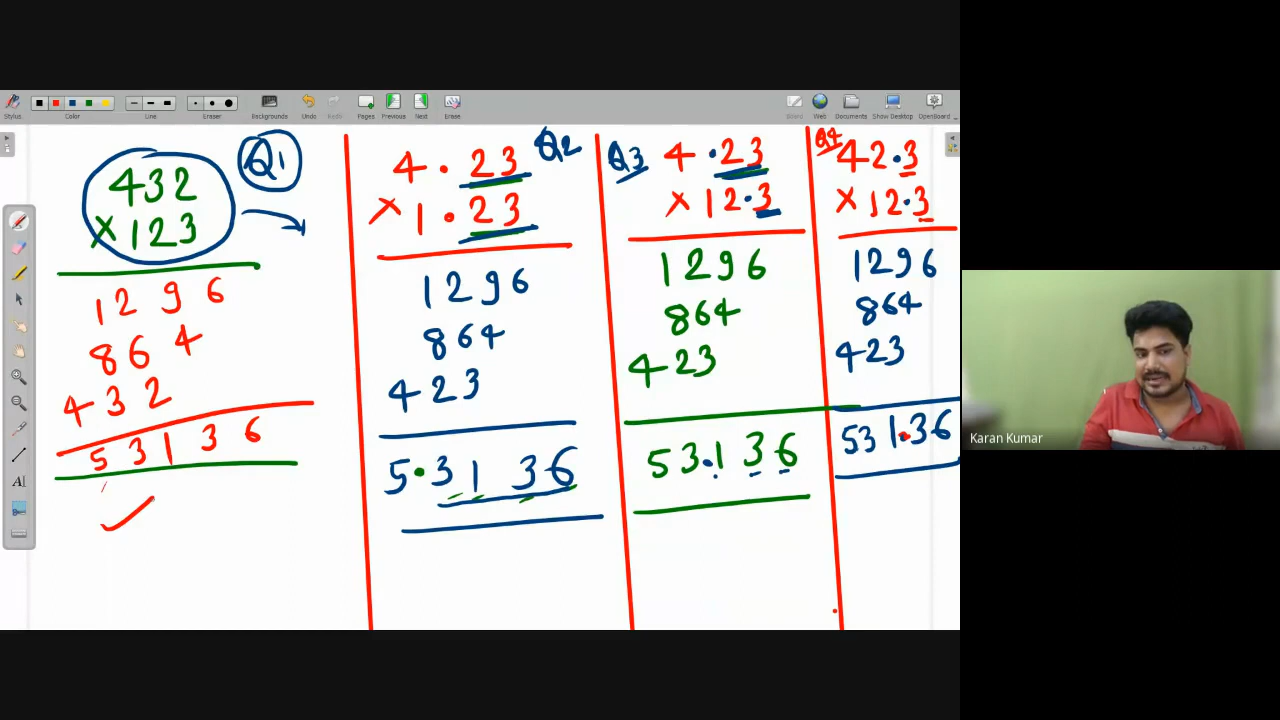 Stylus
Color
Line
Eraser
Backgrounds
Undo
Redo
Pages
Previous
Next
Erase
Board
Web
Documents
Show Desktop
OpenBoard
Q1
432
×123
1296
864
432
53136
Q2
4.23
×1.23
1296
864
423
5.3136
Q3
4.23
×12.3
1296
864
423
53.136
Q4
42.3
×12.3
1296
864
423
531.36
Karan Kumar